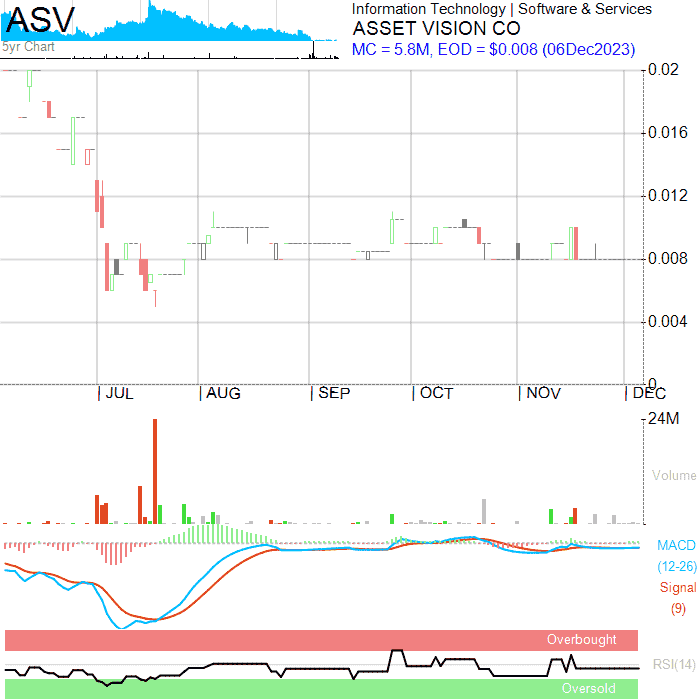 ASV
5yr Chart
Information Technology | Software & Services
ASSET VISION CO
MC = 5.8M, EOD = $0.008 (06Dec2023)
0.02
0.016
0.012
0.008
0.004
0
| JUL | AUG | SEP | OCT | NOV | DEC
24M
Volume
MACD
(12-26)
Signal
(9)
Overbought
RSI(14)
Oversold